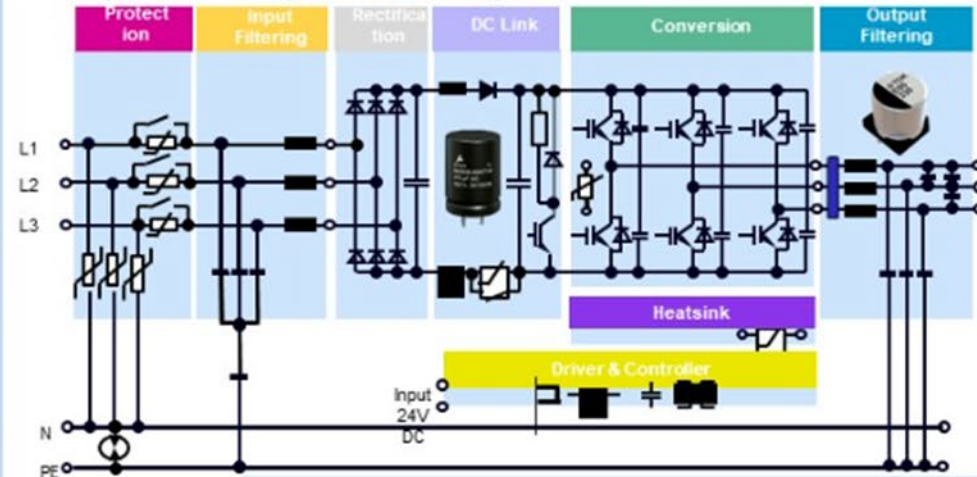 Protect
ion
Input
Filtering
Rectifica
tion
DC Link
Conversion
Output
Filtering
L1
L2
L3
Heatsink
Driver & Controller
Input
24V
DC
N
PE